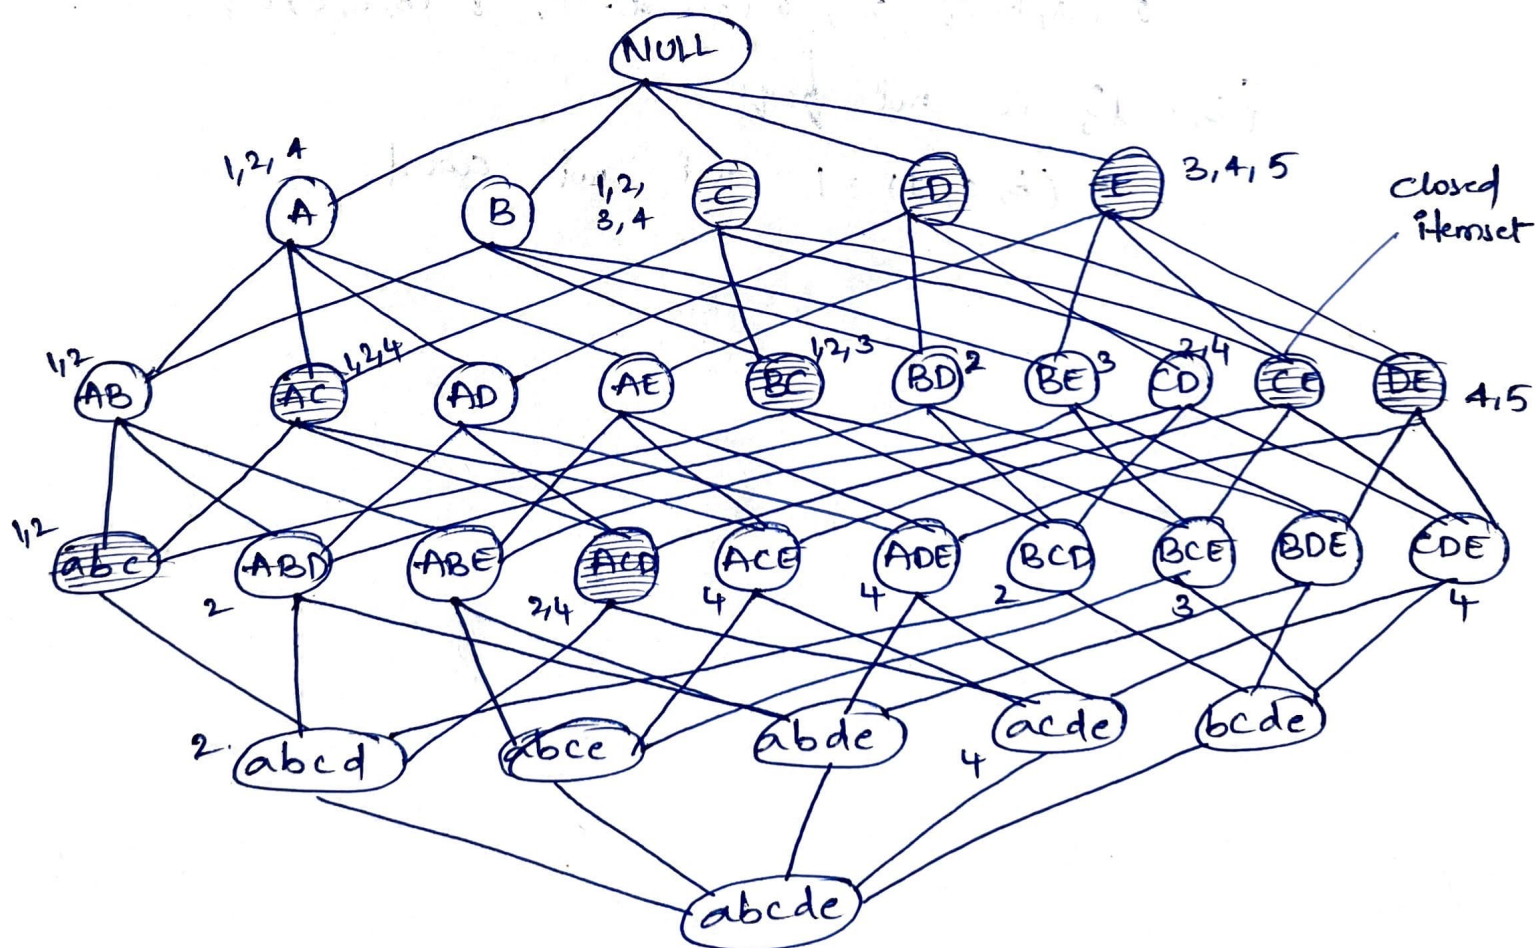 NULL
1,2,4
A
B
1,2,
3,4
C
D
E
3,4,5
Closed
itemset
1,2
AB
AC
1,2,4
AD
AE
BC
1,2,3
BD
2
BE
3
CD
2,4
CE
DE
4,5
1,2
abc
ABD
2
ABE
ACD
2,4
ACE
4
ADE
4
BCD
2
BCE
3
BDE
CDE
4
2.
abcd
abce
abde
acde
4
bcde
abcde